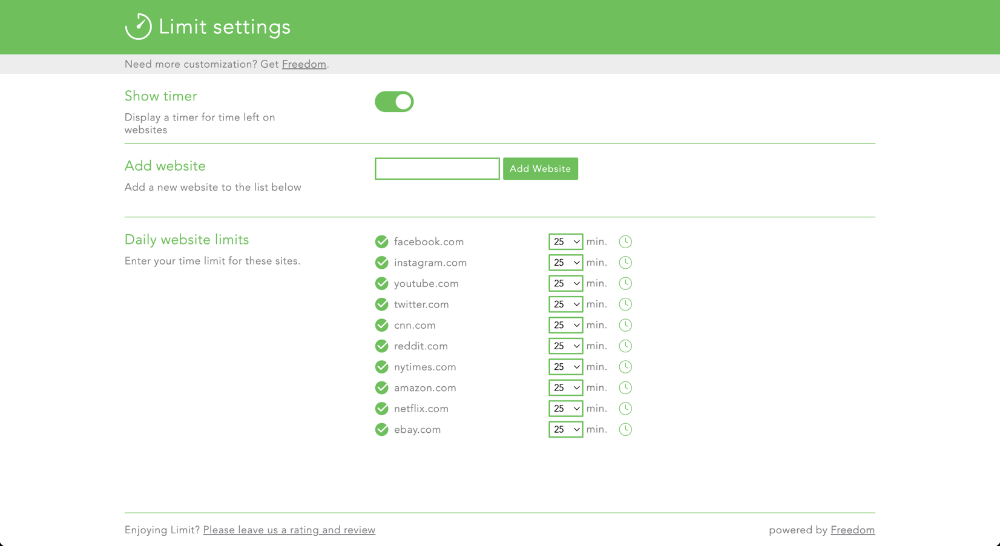 Limit settings
Need more customization? Get Freedom.
Show timer
Display a timer for time left on
websites
Add website
Add Website
Add a new website to the list below
Daily website limits
Enter your time limit for these sites.
facebook.com 25 min.
instagram.com 25 min.
youtube.com 25 min.
twitter.com 25 min.
cnn.com 25 min.
reddit.com 25 min.
nytimes.com 25 min.
amazon.com 25 min.
netflix.com 25 min.
ebay.com 25 min.
Enjoying Limit? Please leave us a rating and review
powered by Freedom